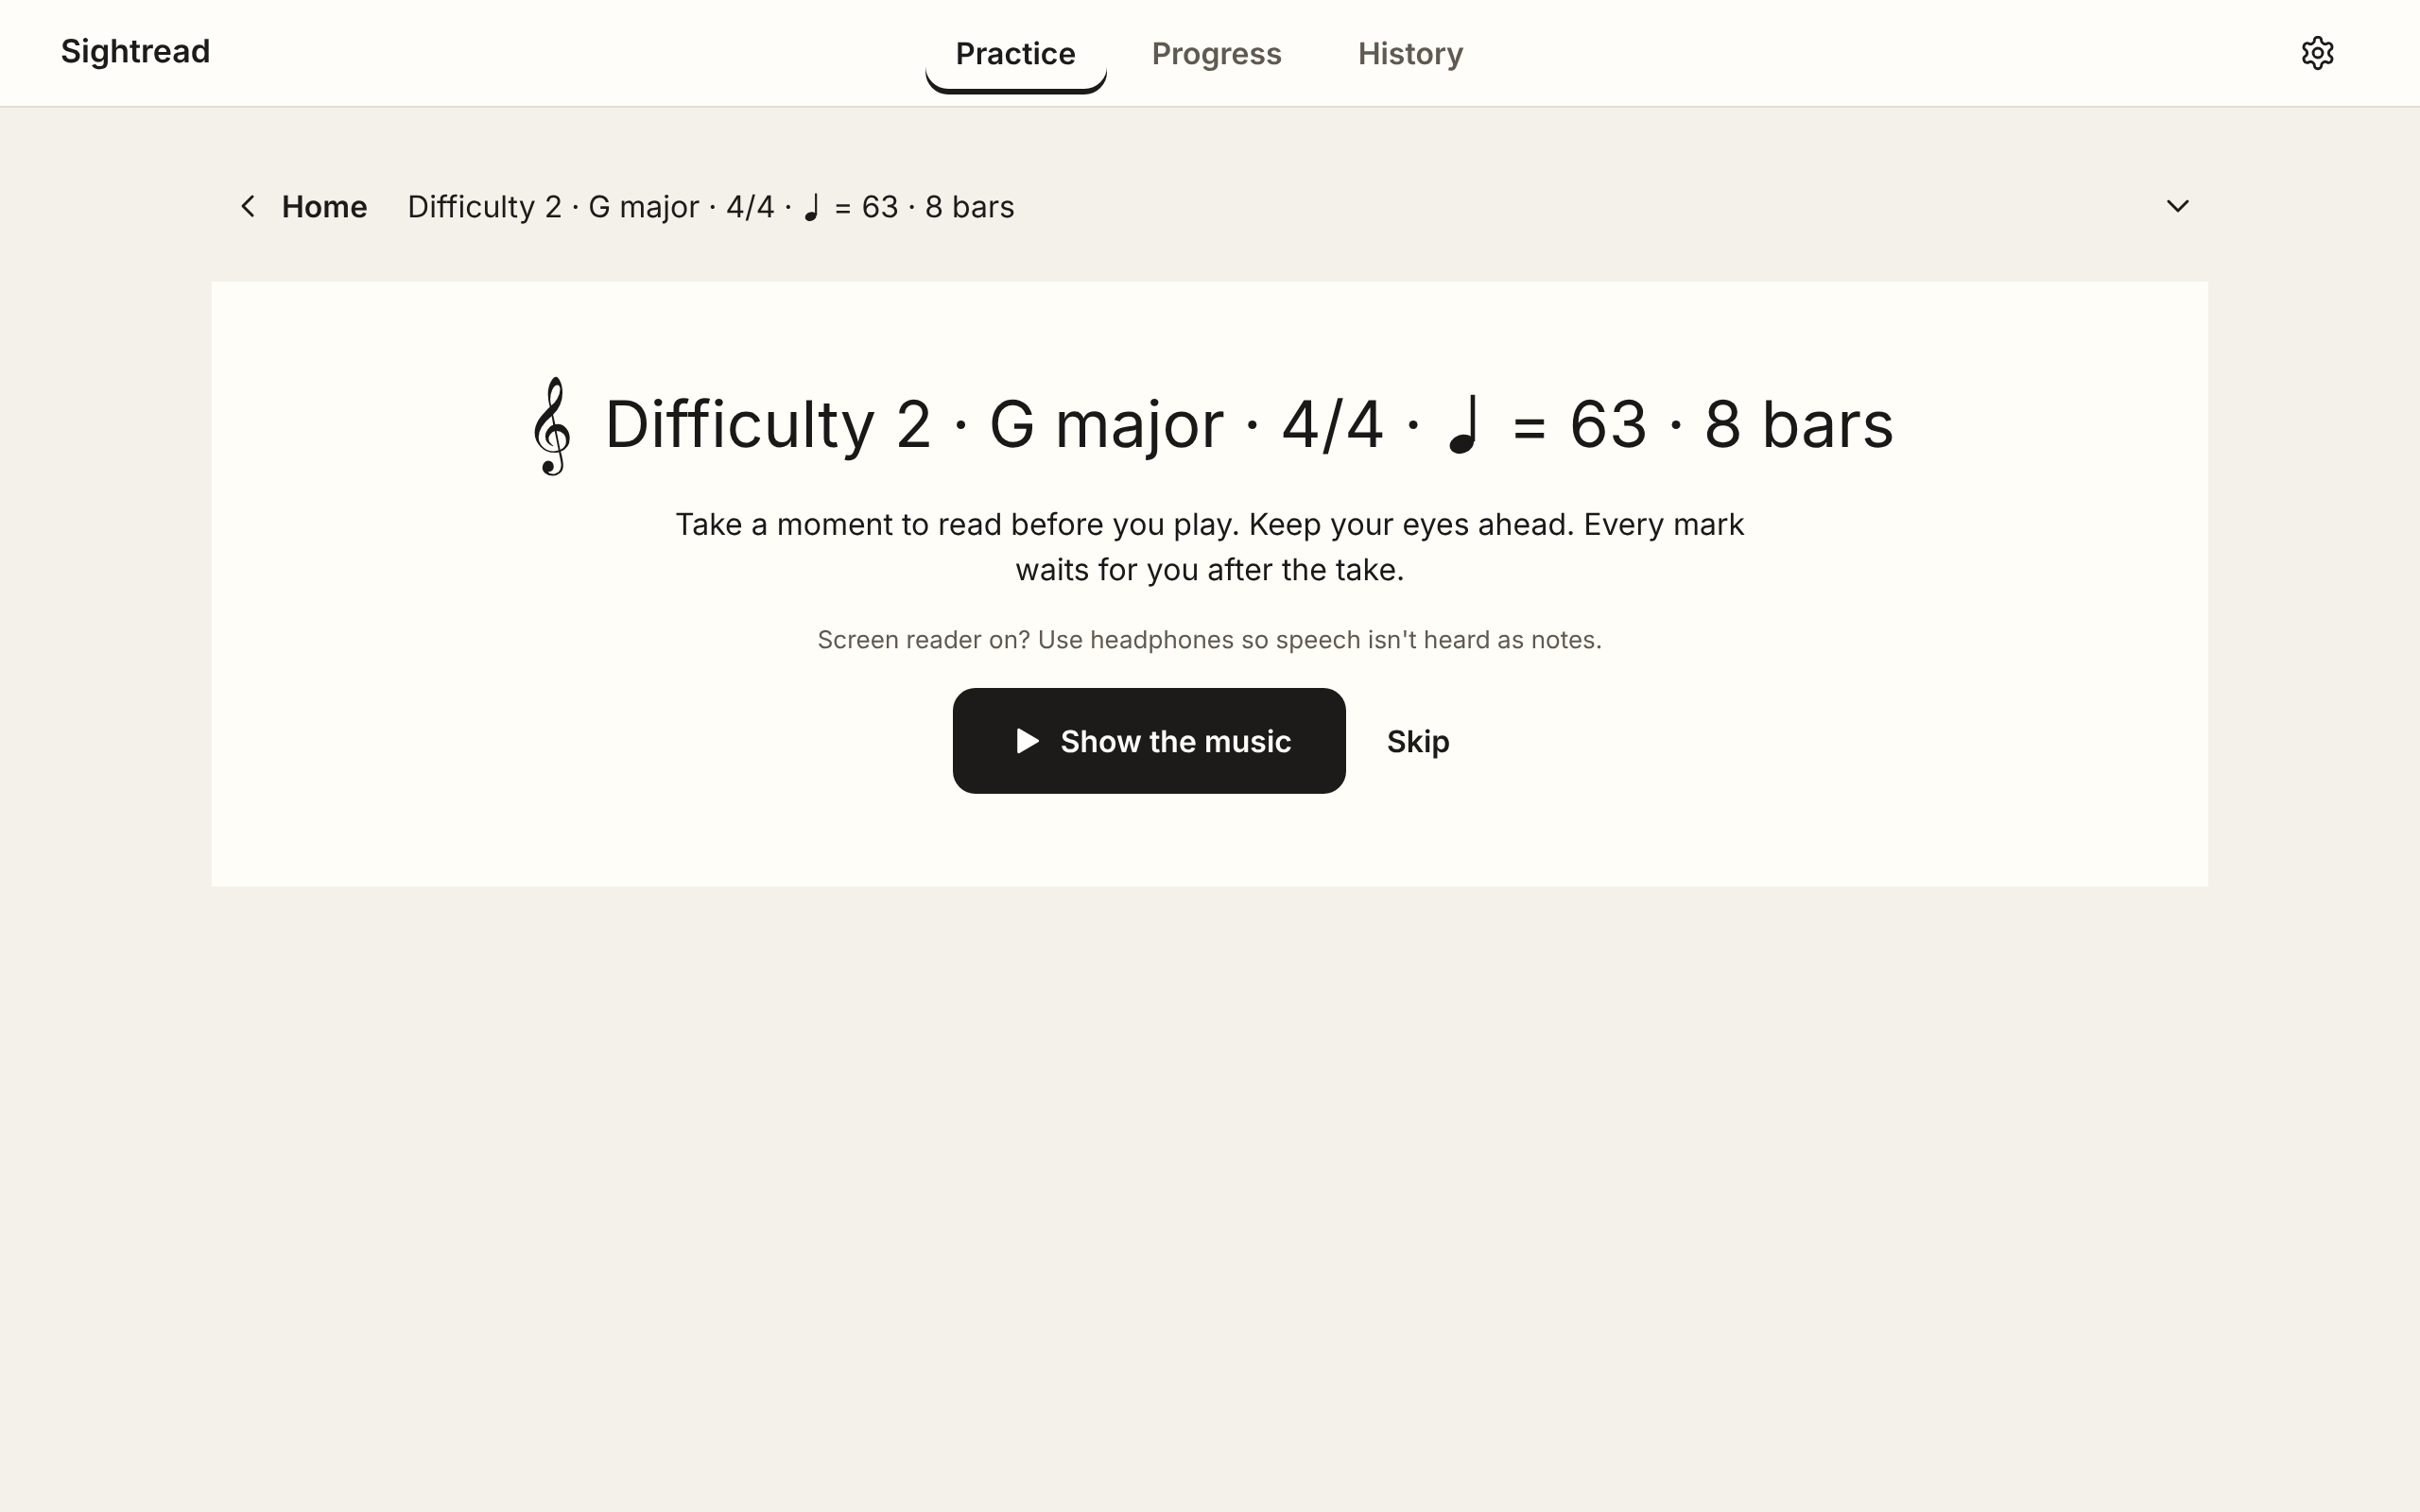 Sightread
Practice
Progress
History
Home
Difficulty 2 · G major · 4/4 · ♩ = 63 · 8 bars
𝄞 Difficulty 2 · G major · 4/4 · ♩ = 63 · 8 bars
Take a moment to read before you play. Keep your eyes ahead. Every mark
waits for you after the take.
Screen reader on? Use headphones so speech isn't heard as notes.
Show the music
Skip